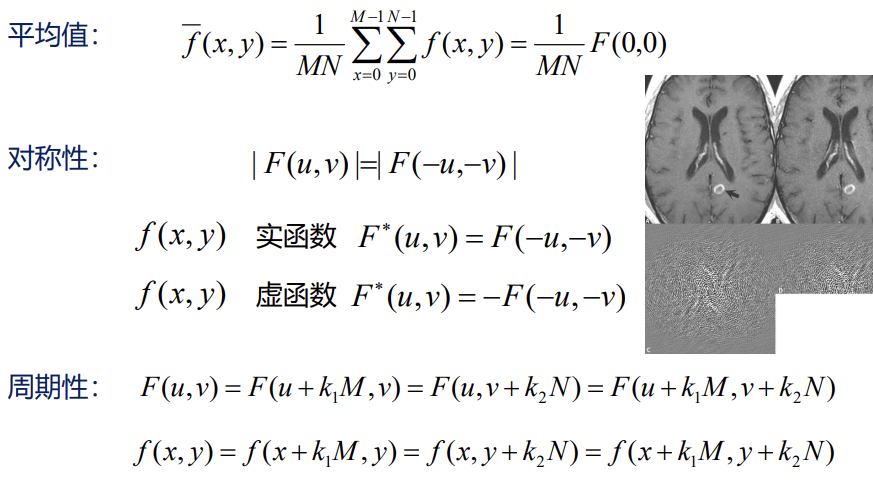 平均值： f̅(x, y) = \frac{1}{MN} \sum_{x=0}^{M-1} \sum_{y=0}^{N-1} f(x, y) = \frac{1}{MN} F(0,0)
对称性： | F(u,v) |=| F(−u,−v) |
f(x, y) 实函数 F^*(u,v) = F(−u,−v)
f(x, y) 虚函数 F^*(u,v) = −F(−u,−v)
c
周期性： F(u,v) = F(u + k_1M, v) = F(u, v + k_2N) = F(u + k_1M, v + k_2N)
f(x, y) = f(x + k_1M, y) = f(x, y + k_2N) = f(x + k_1M, y + k_2N)